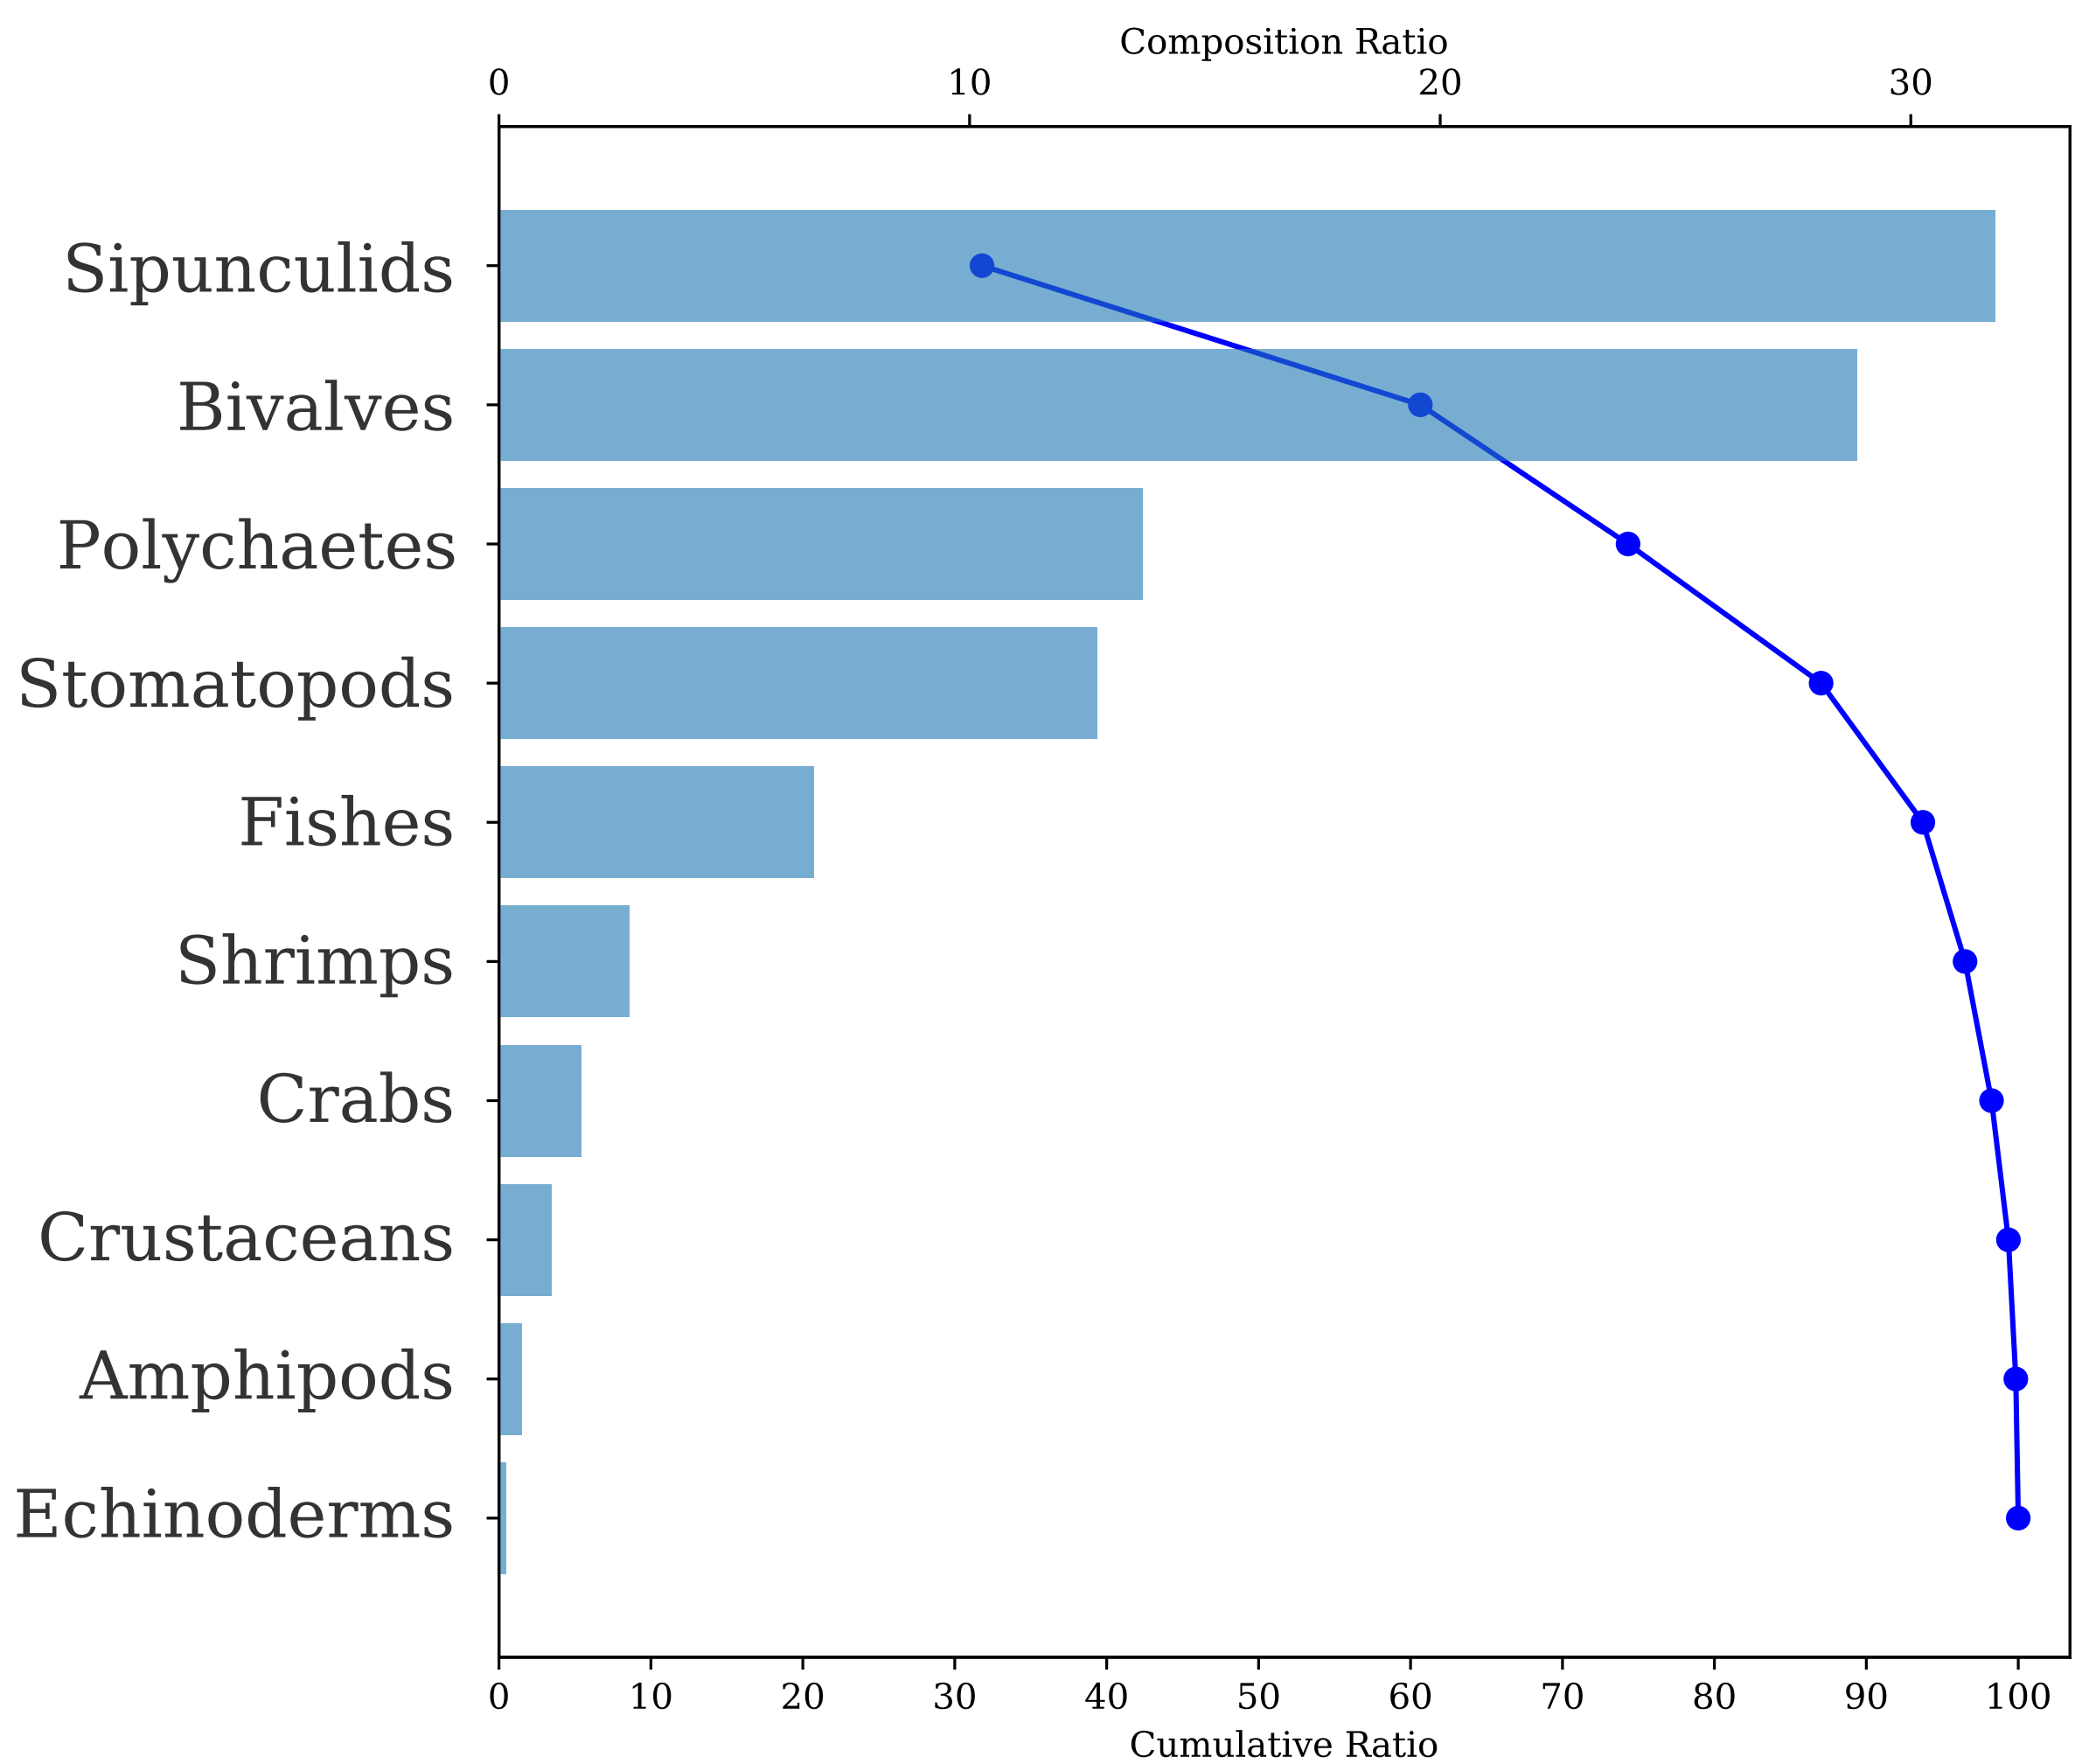 Composition Ratio
0 10 20 30
Sipunculids
Bivalves
Polychaetes
Stomatopods
Fishes
Shrimps
Crabs
Crustaceans
Amphipods
Echinoderms
0 10 20 30 40 50 60 70 80 90 100
Cumulative Ratio